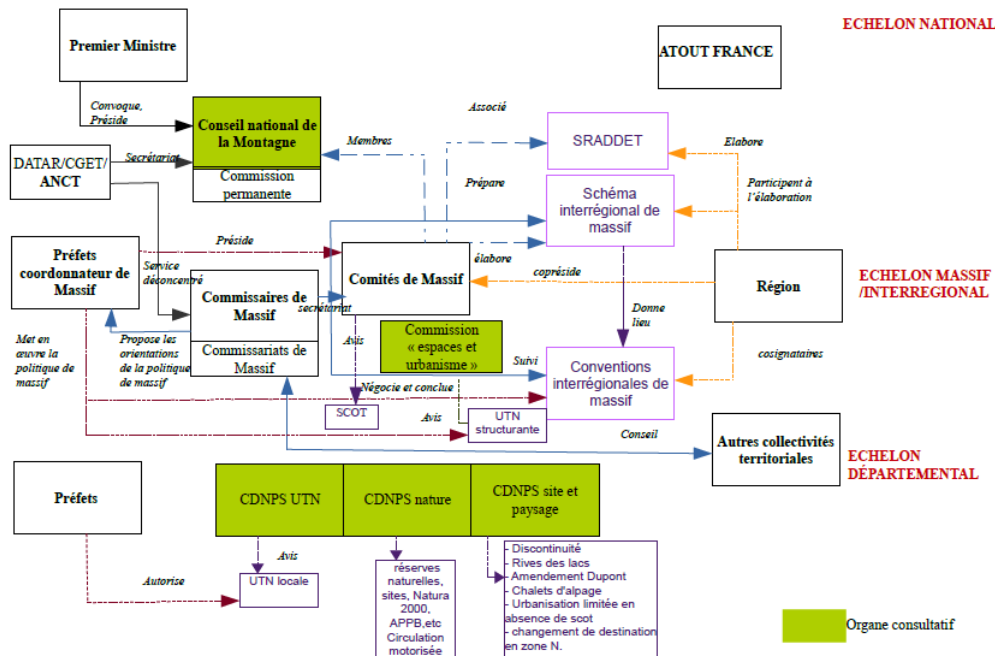 ECHELON NATIONAL
Premier Ministre
ATOUT FRANCE
Convoque,
Préside
Associé
Conseil national de
la Montagne
Commission
permanente
Membres
SRADDET
Elabore
DATAR/CGET/
ANCT
Secrétariat
Prépare
Participent à
l'élaboration
Schéma
interrégional de
massif
Préfets
coordonnateur de
Massif
Préside
Service
déconcentré
Comités de Massif
élabore
copréside
Région
ECHELON MASSIF
/INTERREGIONAL
Commissaires de
Massif
secrétariat
Commissariats de
Massif
Donne
lieu
Met en
œuvre la
politique de
massif
Propose les
orientations
de la politique
de massif
Avis
Commission
« espaces et
urbanisme »
Suivi
Conventions
interrégionales de
massif
cosignataires
Négocie et conclue
SCOT
Avis
UTN
structurante
Conseil
Autres collectivités
territoriales
ECHELON
DÉPARTEMENTAL
Préfets
CDNPS UTN
CDNPS nature
CDNPS site et
paysage
Avis
Autorise
UTN locale
réserves
naturelles,
sites, Natura
2000,
APPB,etc
Circulation
motorisée
- Discontinuité
- Rives des lacs
- Amendement Dupont
- Chalets d'alpage
- Urbanisation limitée en
absence de scot
- changement de destination
en zone N.
Organe consultatif